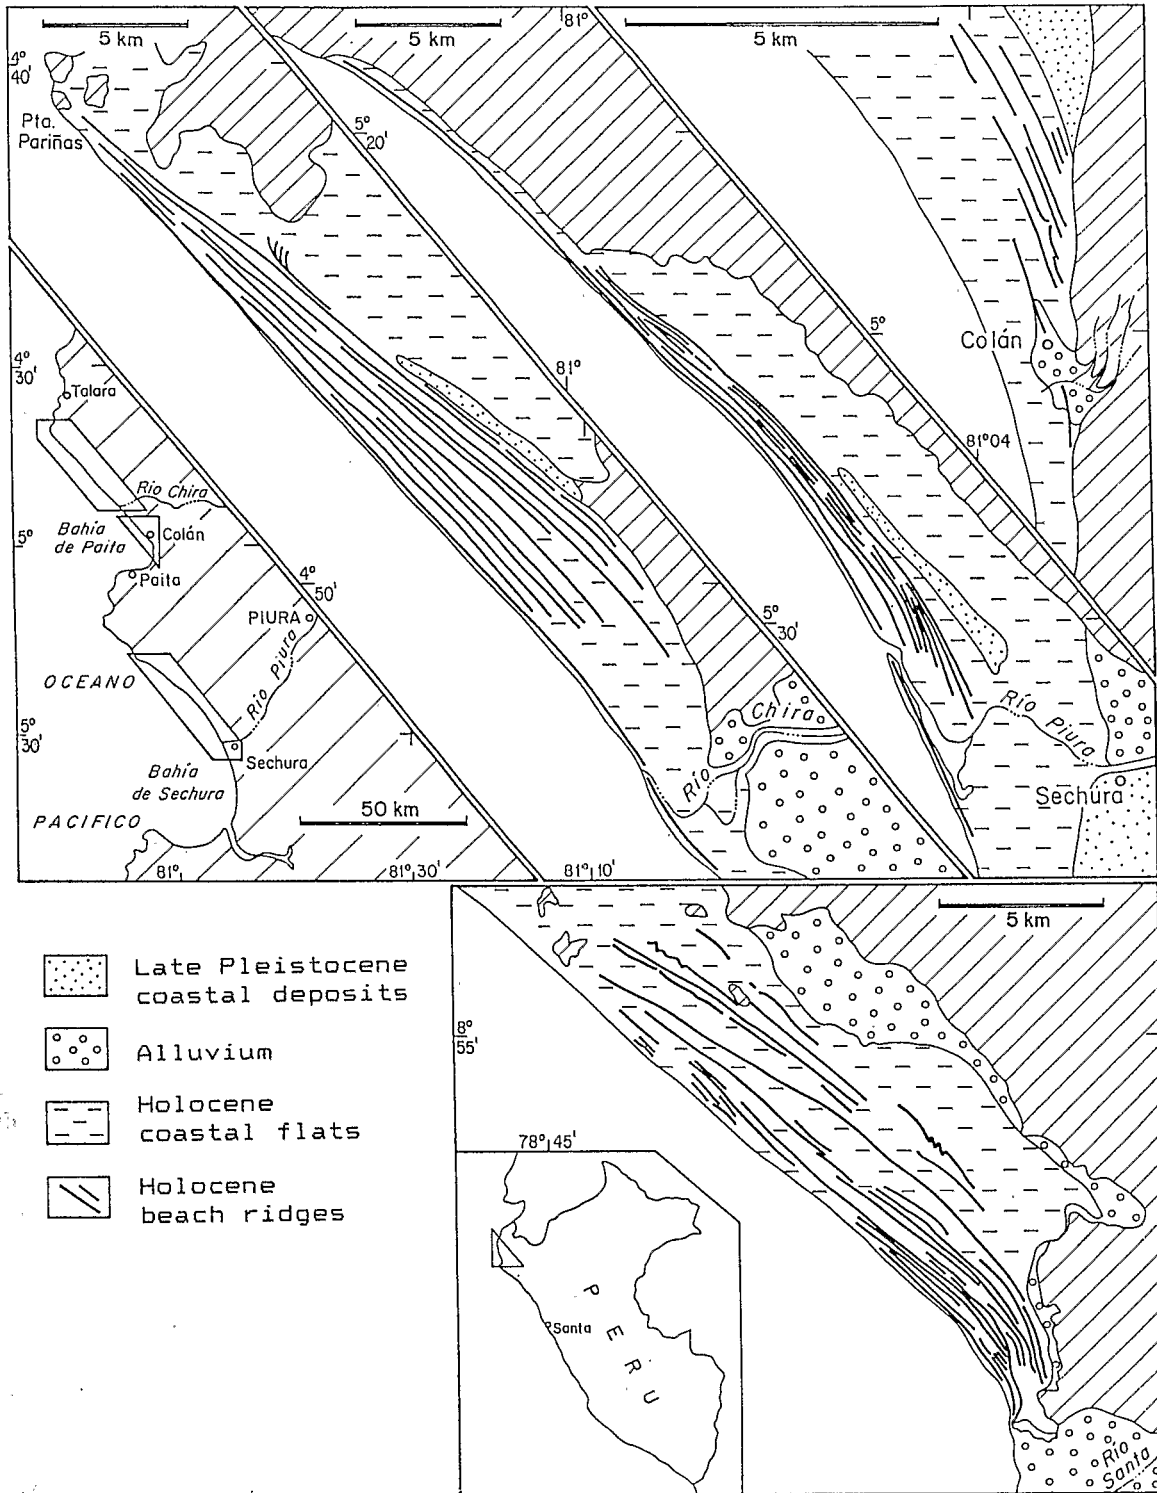 5 km
5 km
81°
5 km
4°
40'
Pta.
Pariñas
5°
20'
5°
Colán
81°04'
4°
30'
Talara
Río Chira
Bahía
de Paita
Colán
5°
Paita
81°
4°
50'
PIURA
Río Piura
OCEANO
5°
30'
Sechura
Bahía
de Sechura
PACIFICO
50 km
81°
81° 30'
81° 10'
5°
30'
Chira
Río
Río Piura
Sechura
5 km
Late Pleistocene
coastal deposits
Alluvium
Holocene
coastal flats
Holocene
beach ridges
8°
55'
78° 45'
PERU
Santa
Río
Santa